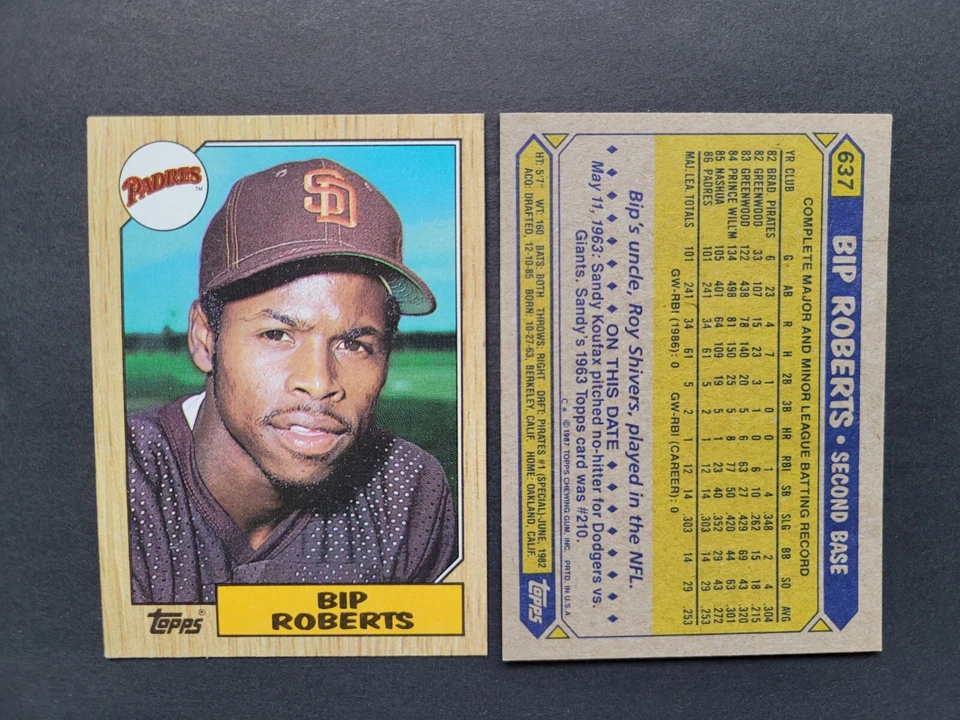 PADRES
™
SD
Topps®
BIP
ROBERTS
637 BIP ROBERTS • SECOND BASE
COMPLETE MAJOR AND MINOR LEAGUE BATTING RECORD
YR CLUB G AB R H 2B 3B HR RBI SB SLG BB SO AVG
82 BRAD. PIRATES 6 23 4 7 1 0 0 1 4 .348 2 4 .304
82 GREENWOOD 33 107 15 23 3 1 0 6 10 .262 15 18 .215
83 GREENWOOD 122 438 78 140 20 5 6 63 27 .429 69 43 .320
84 PRINCE WILL'M 134 498 81 150 25 5 8 77 50 .420 44 63 .301
85 NASHUA 105 401 64 109 19 5 1 23 40 .352 29 43 .272
86 PADRES 101 241 34 61 5 2 1 12 14 .303 14 29 .253
MAJ. LEA. TOTALS 101 241 34 61 5 2 1 12 14 .303 14 29 .253
GW-RBI (1986): 0 GW-RBI (CAREER): 0
Bip's uncle, Roy Shivers, played in the NFL.
ON THIS DATE
May 11, 1963: Sandy Koufax pitched no-hitter for Dodgers vs.
Giants. Sandy's 1963 Topps card was #210.
C* ©1987 TOPPS CHEWING GUM, INC. PRTD. IN U.S.A.
HT: 5'7" WT: 160 BATS: BOTH THROWS: RIGHT DRFT: PIRATES #1 (SPECIAL)-JUNE, 1982
ACQ: DRAFTED, 12-10-85 BORN: 10-27-63, BERKELEY, CALIF. HOME: OAKLAND, CALIF.
Topps